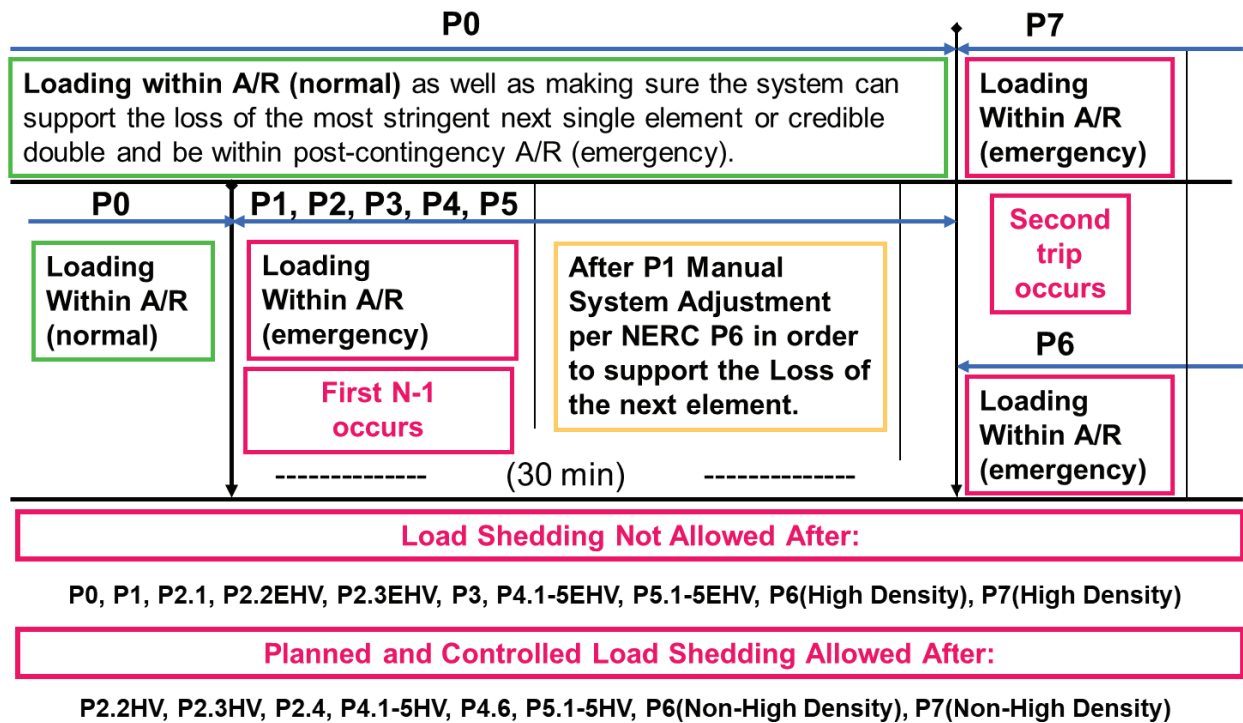 P0
P7
Loading within A/R (normal) as well as making sure the system can
support the loss of the most stringent next single element or credible
double and be within post-contingency A/R (emergency).
Loading
Within A/R
(emergency)
P0
P1, P2, P3, P4, P5
Loading
Within A/R
(normal)
Loading
Within A/R
(emergency)
First N-1
occurs
After P1 Manual
System Adjustment
per NERC P6 in order
to support the Loss of
the next element.
Second
trip
occurs
P6
Loading
Within A/R
(emergency)
-------------- (30 min) --------------
Load Shedding Not Allowed After:
P0, P1, P2.1, P2.2EHV, P2.3EHV, P3, P4.1-5EHV, P5.1-5EHV, P6(High Density), P7(High Density)
Planned and Controlled Load Shedding Allowed After:
P2.2HV, P2.3HV, P2.4, P4.1-5HV, P4.6, P5.1-5HV, P6(Non-High Density), P7(Non-High Density)